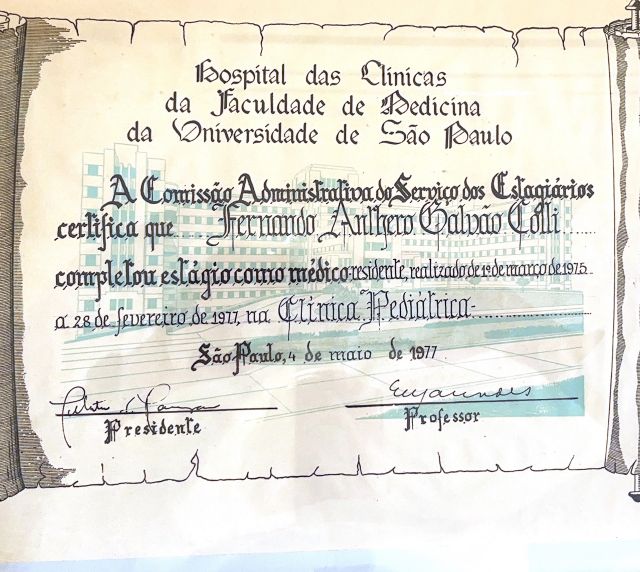 Hospital das Clínicas
da Faculdade de Medicina
da Universidade de São Paulo
A Comissão Administrativa do Serviço dos Estagiários
certifica que Fernando Anthero Galvão Colli
completou estágio como médico residente, realizado de 1º de março de 1975
a 28 de fevereiro de 1977, na Clínica Pediátrica
São Paulo, 4 de maio de 1977
Presidente
Professor